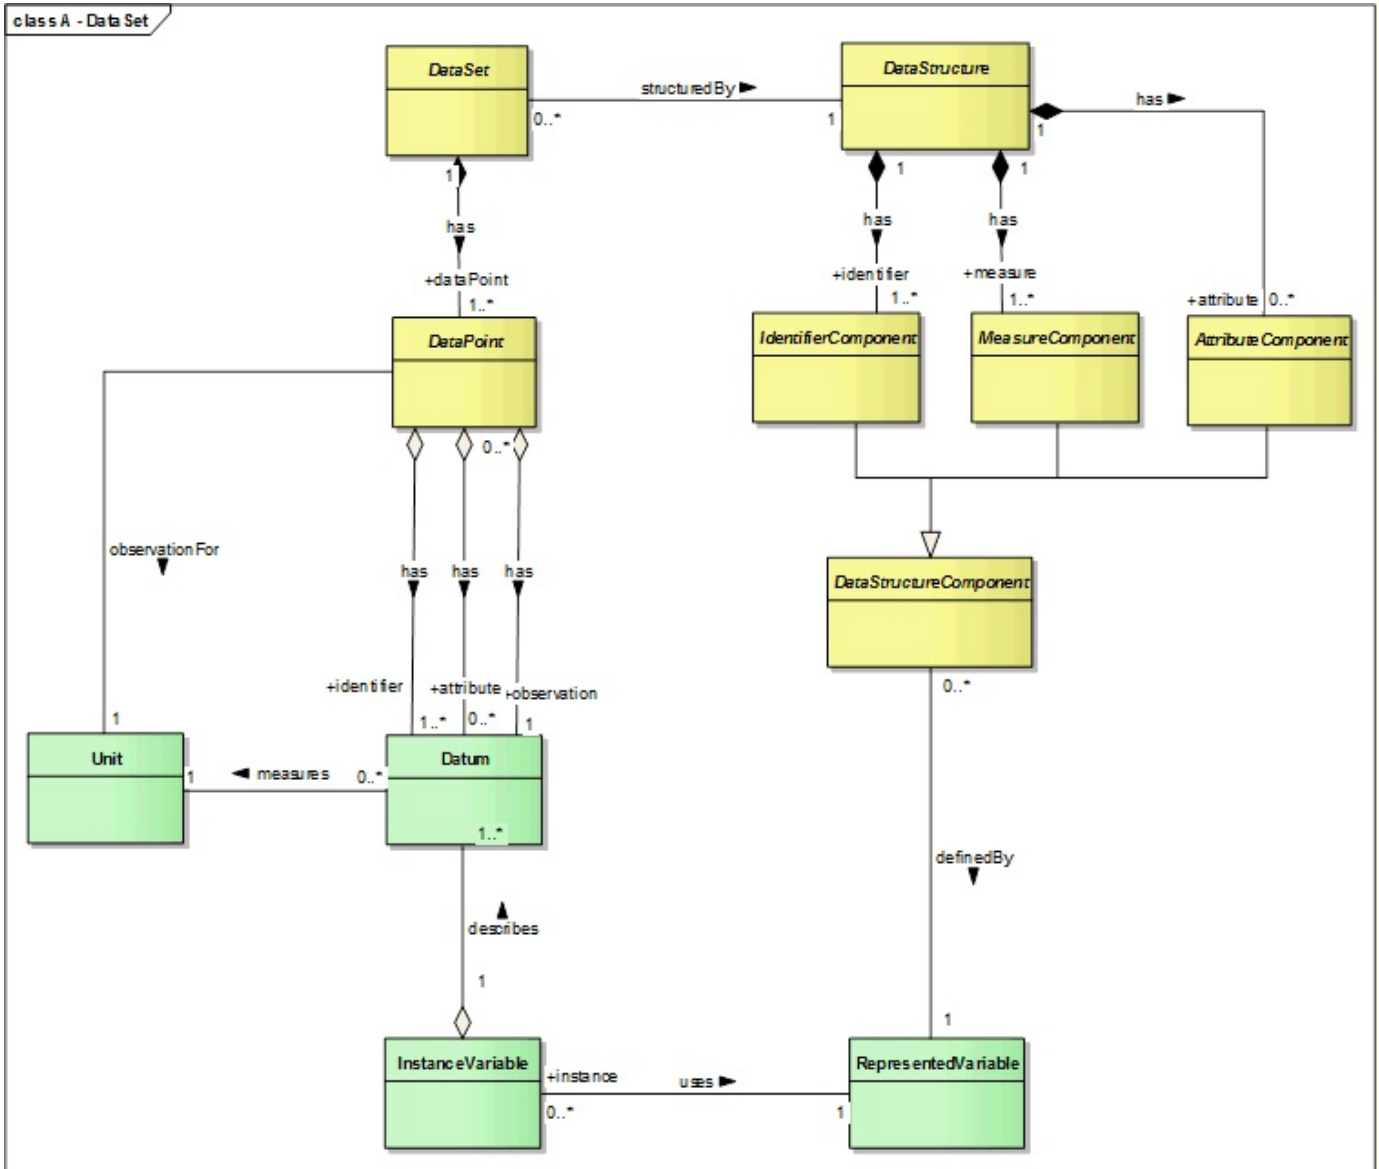 class A - DataSet
DataSet
DataStructure
structuredBy
has
0..*
1
1
1
1
1
has
has
has
+identifier
+measure
+dataPoint
1..*
1..*
1..*
+attribute
0..*
DataPoint
IdentifierComponent
MeasureComponent
AttributeComponent
0..*
observationFor
has
has
has
DataStructureComponent
+identifier
+attribute
+observation
0..*
1
1..*
0..*
1
Unit
Datum
1
measures
0..*
1..*
definedBy
describes
1
1
InstanceVariable
RepresentedVariable
+instance
uses
0..*
1